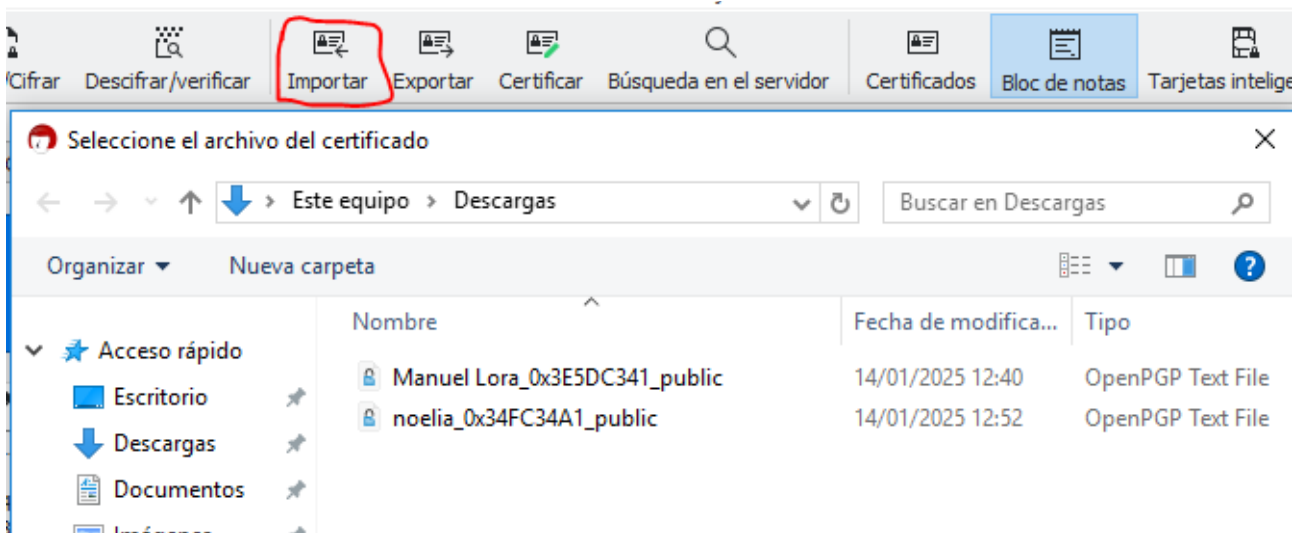 /Cifrar Descifrar/verificar Importar Exportar Certificar Búsqueda en el servidor Certificados Bloc de notas Tarjetas intelige
Seleccione el archivo del certificado
Este equipo > Descargas
Buscar en Descargas
Organizar Nueva carpeta
Nombre Fecha de modifica... Tipo
Acceso rápido
Manuel Lora_0x3E5DC341_public 14/01/2025 12:40 OpenPGP Text File
Escritorio
noelia_0x34FC34A1_public 14/01/2025 12:52 OpenPGP Text File
Descargas
Documentos
Imágenes